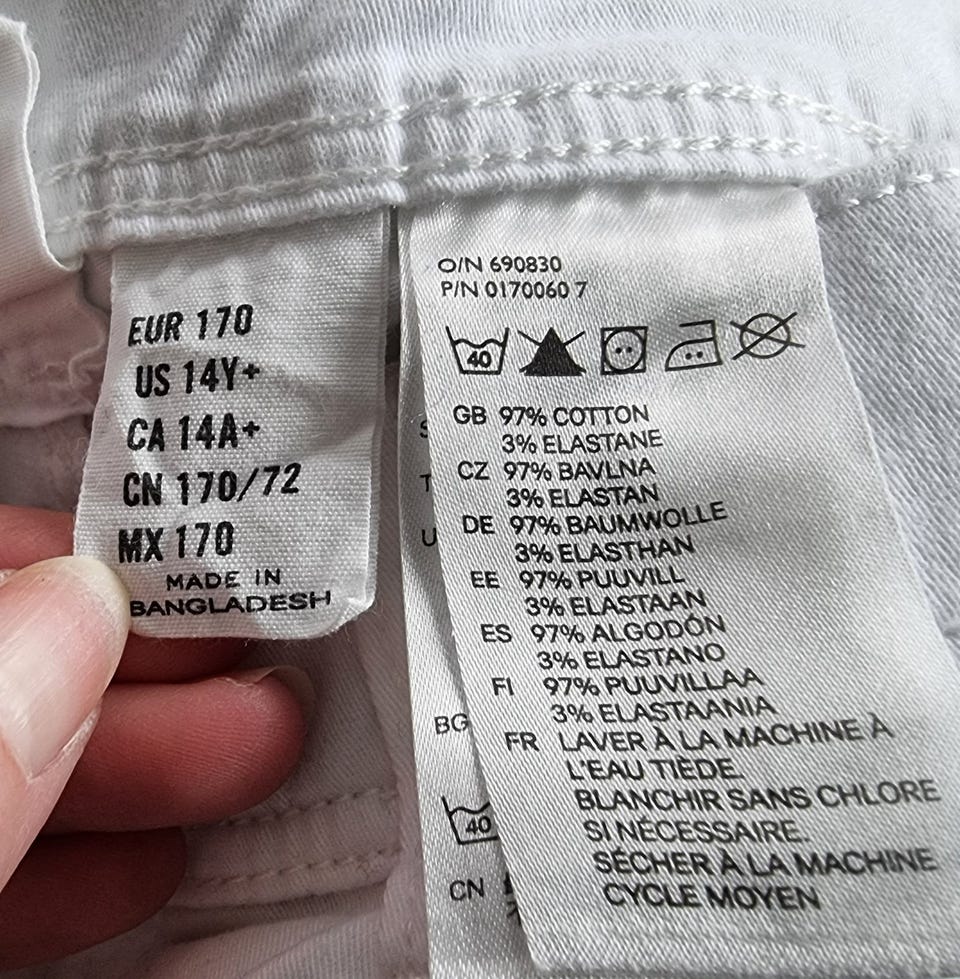 EUR 170
US 14Y+
CA 14A+
CN 170/72
MX 170
MADE IN
BANGLADESH
O/N 690830
P/N 0170060 7
40
GB 97% COTTON
3% ELASTANE
CZ 97% BAVLNA
3% ELASTAN
DE 97% BAUMWOLLE
3% ELASTHAN
EE 97% PUUVILL
3% ELASTAAN
ES 97% ALGODÓN
3% ELASTANO
FI 97% PUUVILLAA
3% ELASTAANIA
FR LAVER À LA MACHINE À
L'EAU TIÈDE.
BLANCHIR SANS CHLORE
SI NÉCESSAIRE.
SÉCHER À LA MACHINE
CYCLE MOYEN
BG
40
CN